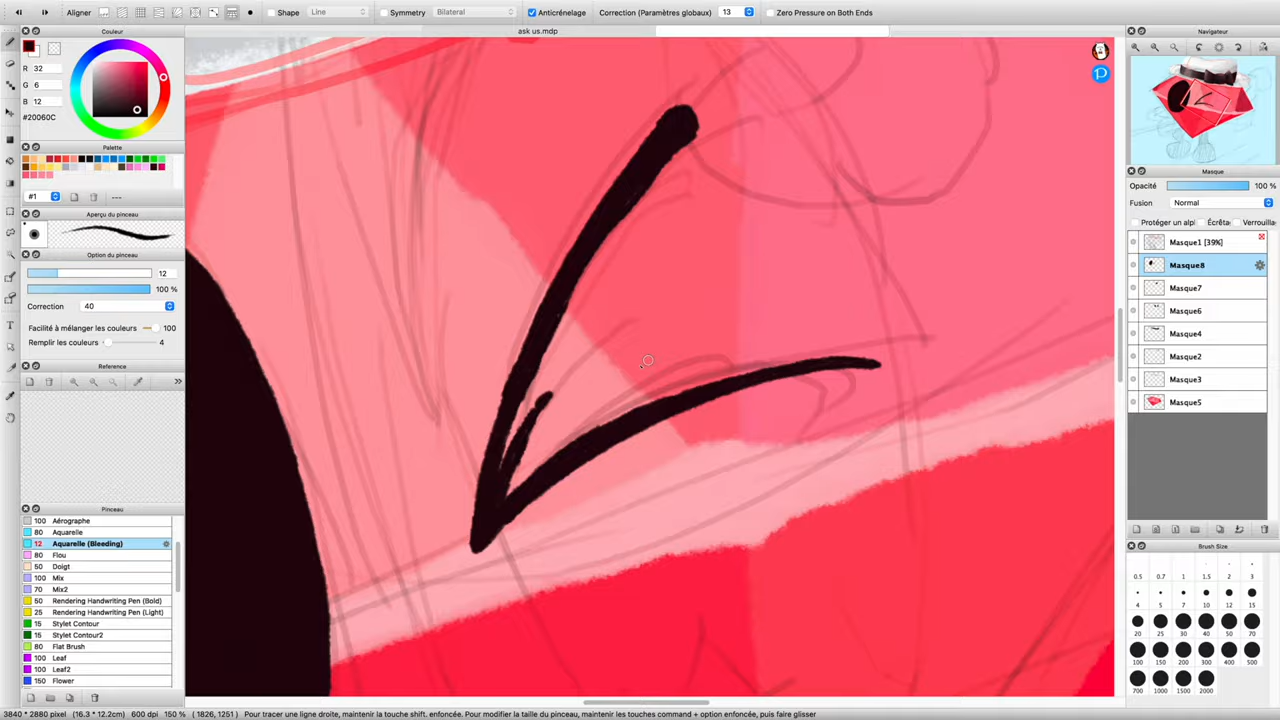 Aligner Shape Line Symmetry Bilateral Anticrénelage Correction (Paramètres globaux) 13 Zero Pressure on Both Ends
Couleur
R 32
G 6
B 12
#20060C
Palette
#1 ---
Aperçu du pinceau
Option du pinceau
12
100 %
Correction 40
Facilité à mélanger les couleurs 100
Remplir les couleurs 4
Reference
Pinceau
100 Aérographe
80 Aquarelle
12 Aquarelle (Bleeding)
80 Flou
50 Doigt
100 Mix
70 Mix2
50 Rendering Handwriting Pen (Bold)
25 Rendering Handwriting Pen (Light)
15 Stylet Contour
15 Stylet Contour2
80 Flat Brush
100 Leaf
100 Leaf2
150 Flower
ask us.mdp
Navigateur
Masque
Opacité 100 %
Fusion Normal
Protéger un alp Écrêta Verrouilla
Masque1 [39%]
Masque8
Masque7
Masque6
Masque4
Masque2
Masque3
Masque5
Brush Size
0.5 0.7 1 1.5 2 3
4 5 7 10 12 15
20 25 30 40 50 70
100 150 200 300 400 500
700 1000 1500 2000
3840 * 2880 pixel (16.3 * 12.2cm) 600 dpi 150 % (1826, 1251) Pour tracer une ligne droite, maintenir la touche shift. enfoncée. Pour modifier la taille du pinceau, maintenir les touches command + option enfoncée, puis faire glisser